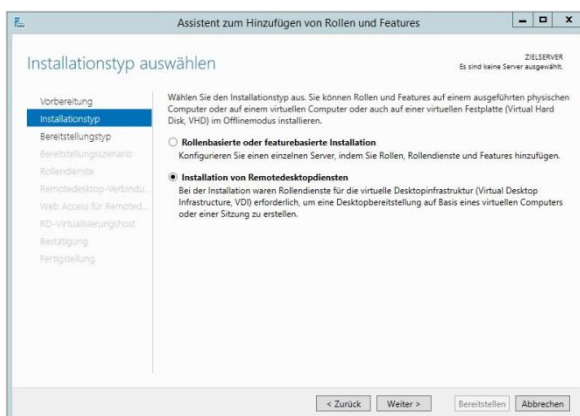 Assistent zum Hinzufügen von Rollen und Features
Installationstyp auswählen
ZIELSERVER
Es sind keine Server ausgewählt.
Vorbereitung
Installationstyp
Bereitstellungstyp
Bereitstellungsszenario
Rollendienste
Remotedesktop-Verbindu...
Web Access für Remoted...
RD-Virtualisierungshost
Bestätigung
Fertigstellung
Wählen Sie den Installationstyp aus. Sie können Rollen und Features auf einem ausgeführten physischen
Computer oder auf einem virtuellen Computer oder auch auf einer virtuellen Festplatte (Virtual Hard
Disk, VHD) im Offlinemodus installieren.
Rollenbasierte oder featurebasierte Installation
Konfigurieren Sie einen einzelnen Server, indem Sie Rollen, Rollendienste und Features hinzufügen.
Installation von Remotedesktopdiensten
Bei der Installation waren Rollendienste für die virtuelle Desktopinfrastruktur (Virtual Desktop
Infrastructure, VDI) erforderlich, um eine Desktopbereitstellung auf Basis eines virtuellen Computers
oder einer Sitzung zu erstellen.
< Zurück
Weiter >
Bereitstellen
Abbrechen